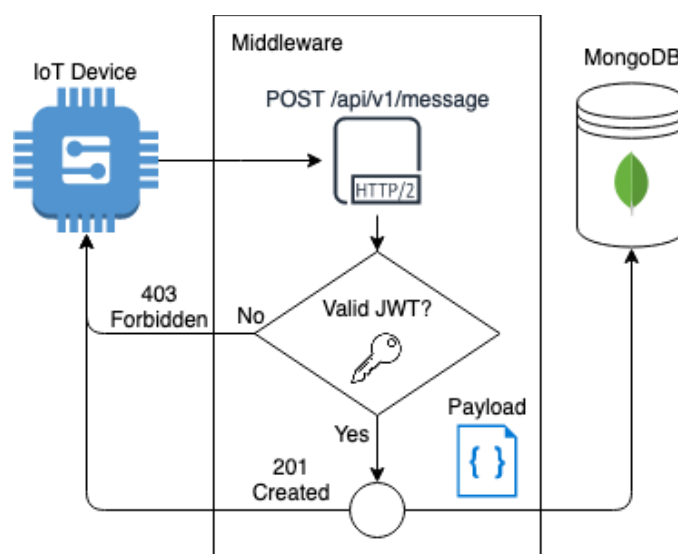 Middleware
MongoDB
IoT Device
POST /api/v1/message
HTTP/2
403
Forbidden
No
Valid JWT?
Payload
Yes
{ }
201
Created